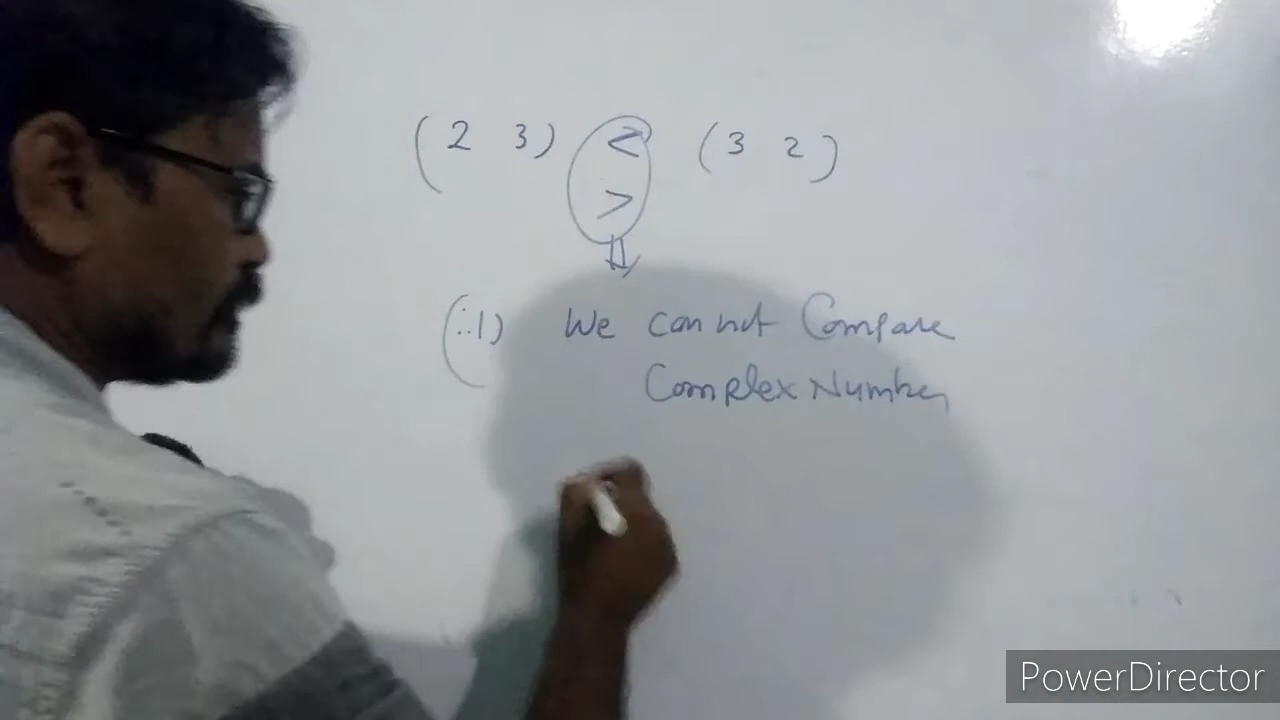 (2 3) < (3 2)
>
⇓
(∵1) We can not Compare
Complex Number
PowerDirector